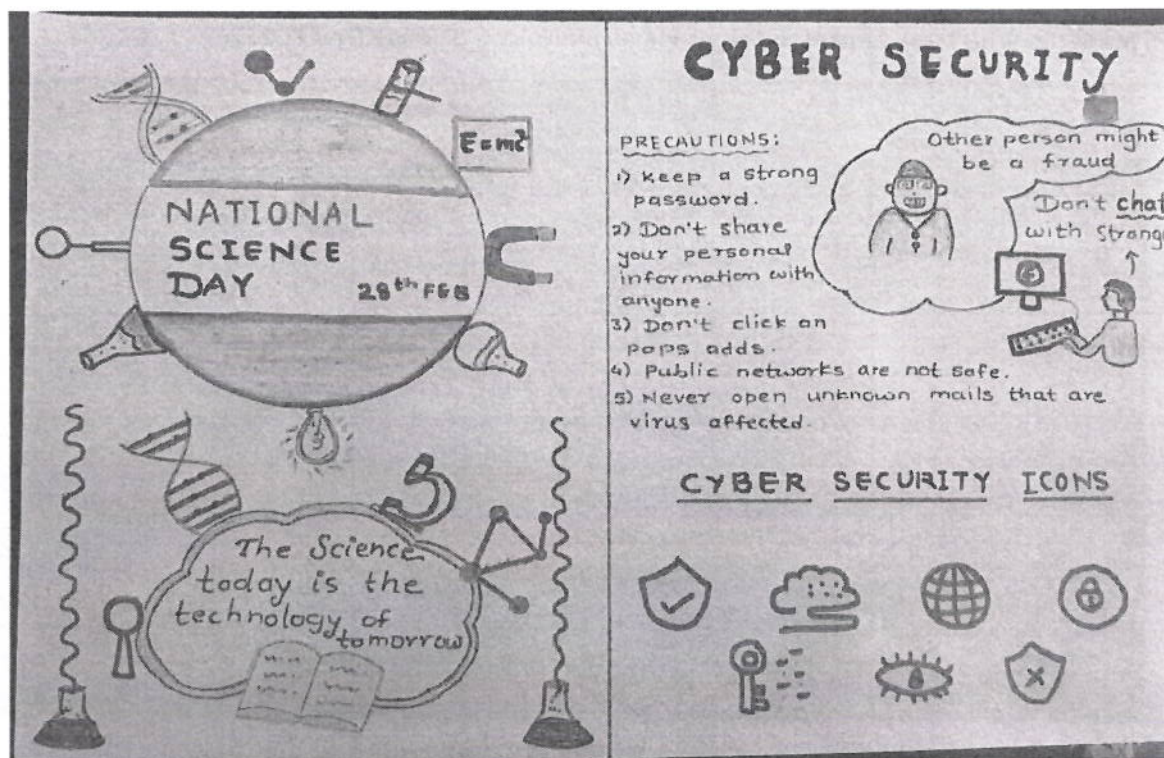 E=mc²
NATIONAL
SCIENCE
DAY
28th FEB
The Science
today is the
technology of
tomorrow
CYBER SECURITY
PRECAUTIONS:
1) Keep a strong
password.
2) Don't share
your personal
information with
anyone.
3) Don't click on
pops adds.
4) Public networks are not safe.
5) Never open unknown mails that are
virus affected.
Other person might
be a fraud
Don't chat
with
CYBER SECURITY ICONS